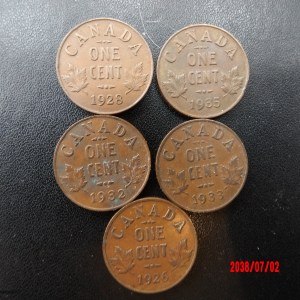 CANADA
ONE
CENT
1928
CANADA
ONE
CENT
1935
CANADA
ONE
CENT
1932
CANADA
ONE
CENT
1933
CANADA
ONE
CENT
2038/07/02